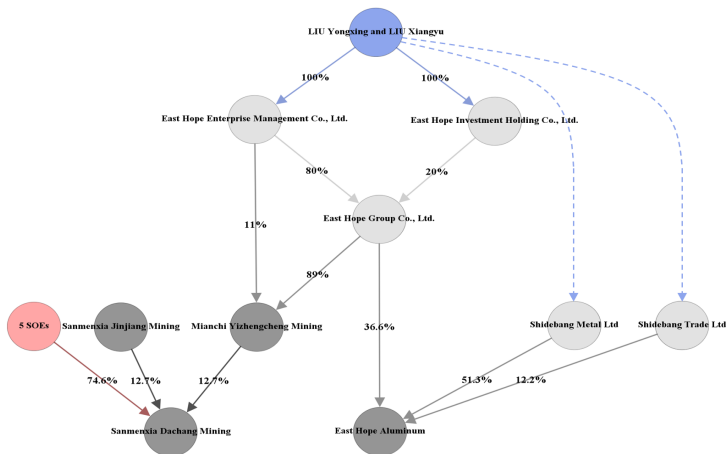 LIU Yongxing and LIU Xiangyu
100%
100%
East Hope Enterprise Management Co., Ltd.
East Hope Investment Holding Co., Ltd.
80%
20%
East Hope Group Co., Ltd.
11%
89%
5 SOEs
Sanmenxia Jinjiang Mining
Mianchi Yizhengcheng Mining
36.6%
Shidebang Metal Ltd
Shidebang Trade Ltd
74.6%
12.7%
12.7%
51.3%
12.2%
Sanmenxia Dachang Mining
East Hope Aluminum